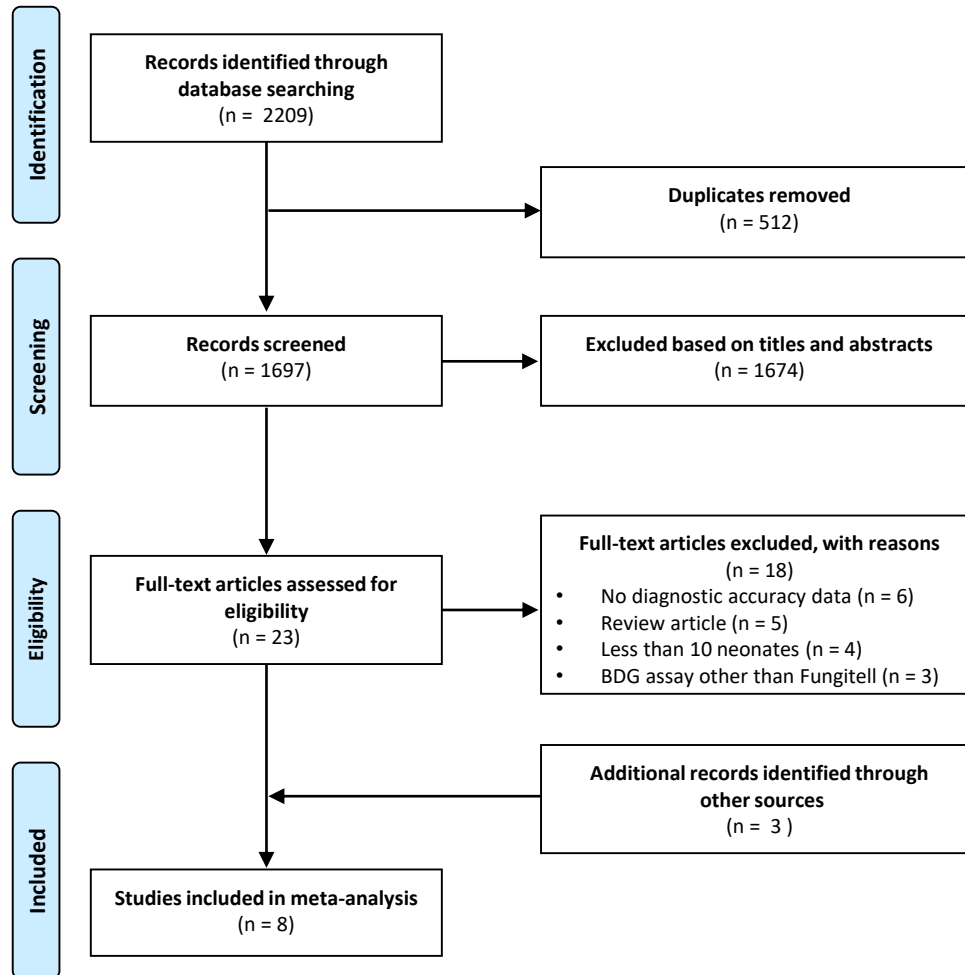 Identification
Records identified through
database searching
(n = 2209)
Duplicates removed
(n = 512)
Screening
Records screened
(n = 1697)
Excluded based on titles and abstracts
(n = 1674)
Eligibility
Full-text articles assessed for
eligibility
(n = 23)
Full-text articles excluded, with reasons
(n = 18)
• No diagnostic accuracy data (n = 6)
• Review article (n = 5)
• Less than 10 neonates (n = 4)
• BDG assay other than Fungitell (n = 3)
Included
Additional records identified through
other sources
(n = 3 )
Studies included in meta-analysis
(n = 8)